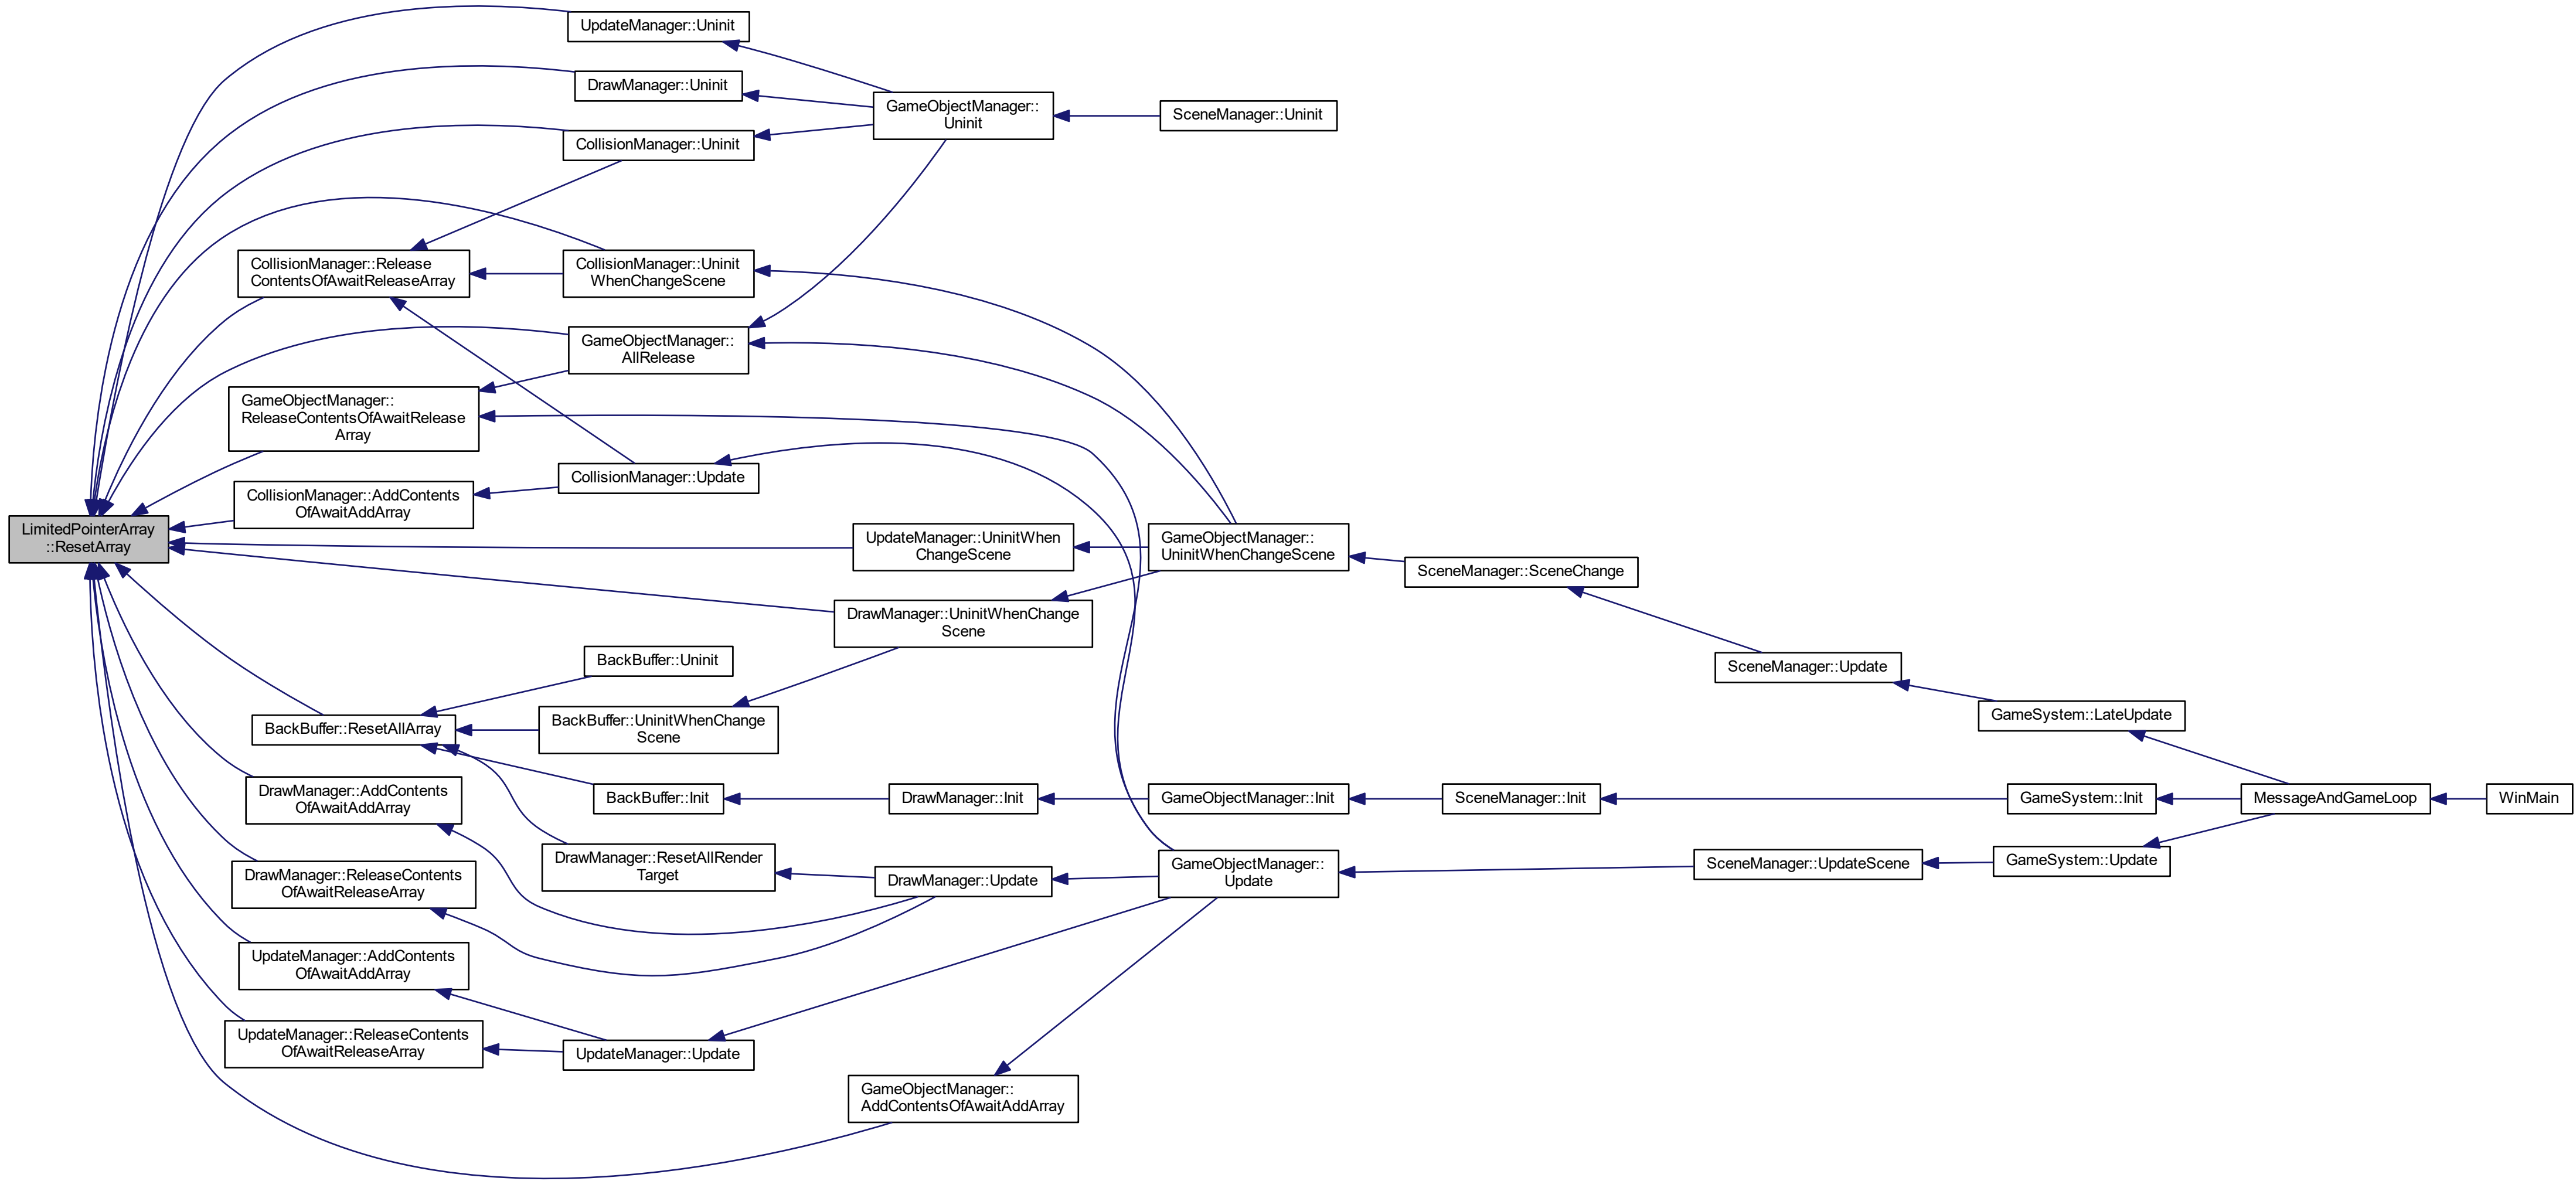 UpdateManager::Uninit
DrawManager::Uninit
GameObjectManager::
Uninit
SceneManager::Uninit
CollisionManager::Uninit
CollisionManager::Release
ContentsOfAwaitReleaseArray
CollisionManager::Uninit
WhenChangeScene
GameObjectManager::
AllRelease
GameObjectManager::
ReleaseContentsOfAwaitRelease
Array
CollisionManager::Update
CollisionManager::AddContents
OfAwaitAddArray
LimitedPointerArray
::ResetArray
UpdateManager::UninitWhen
ChangeScene
GameObjectManager::
UninitWhenChangeScene
SceneManager::SceneChange
DrawManager::UninitWhenChange
Scene
BackBuffer::Uninit
SceneManager::Update
BackBuffer::ResetAllArray
BackBuffer::UninitWhenChange
Scene
GameSystem::LateUpdate
DrawManager::AddContents
OfAwaitAddArray
BackBuffer::Init
DrawManager::Init
GameObjectManager::Init
SceneManager::Init
GameSystem::Init
MessageAndGameLoop
WinMain
DrawManager::ReleaseContents
OfAwaitReleaseArray
DrawManager::ResetAllRender
Target
DrawManager::Update
GameObjectManager::
Update
SceneManager::UpdateScene
GameSystem::Update
UpdateManager::AddContents
OfAwaitAddArray
UpdateManager::ReleaseContents
OfAwaitReleaseArray
UpdateManager::Update
GameObjectManager::
AddContentsOfAwaitAddArray